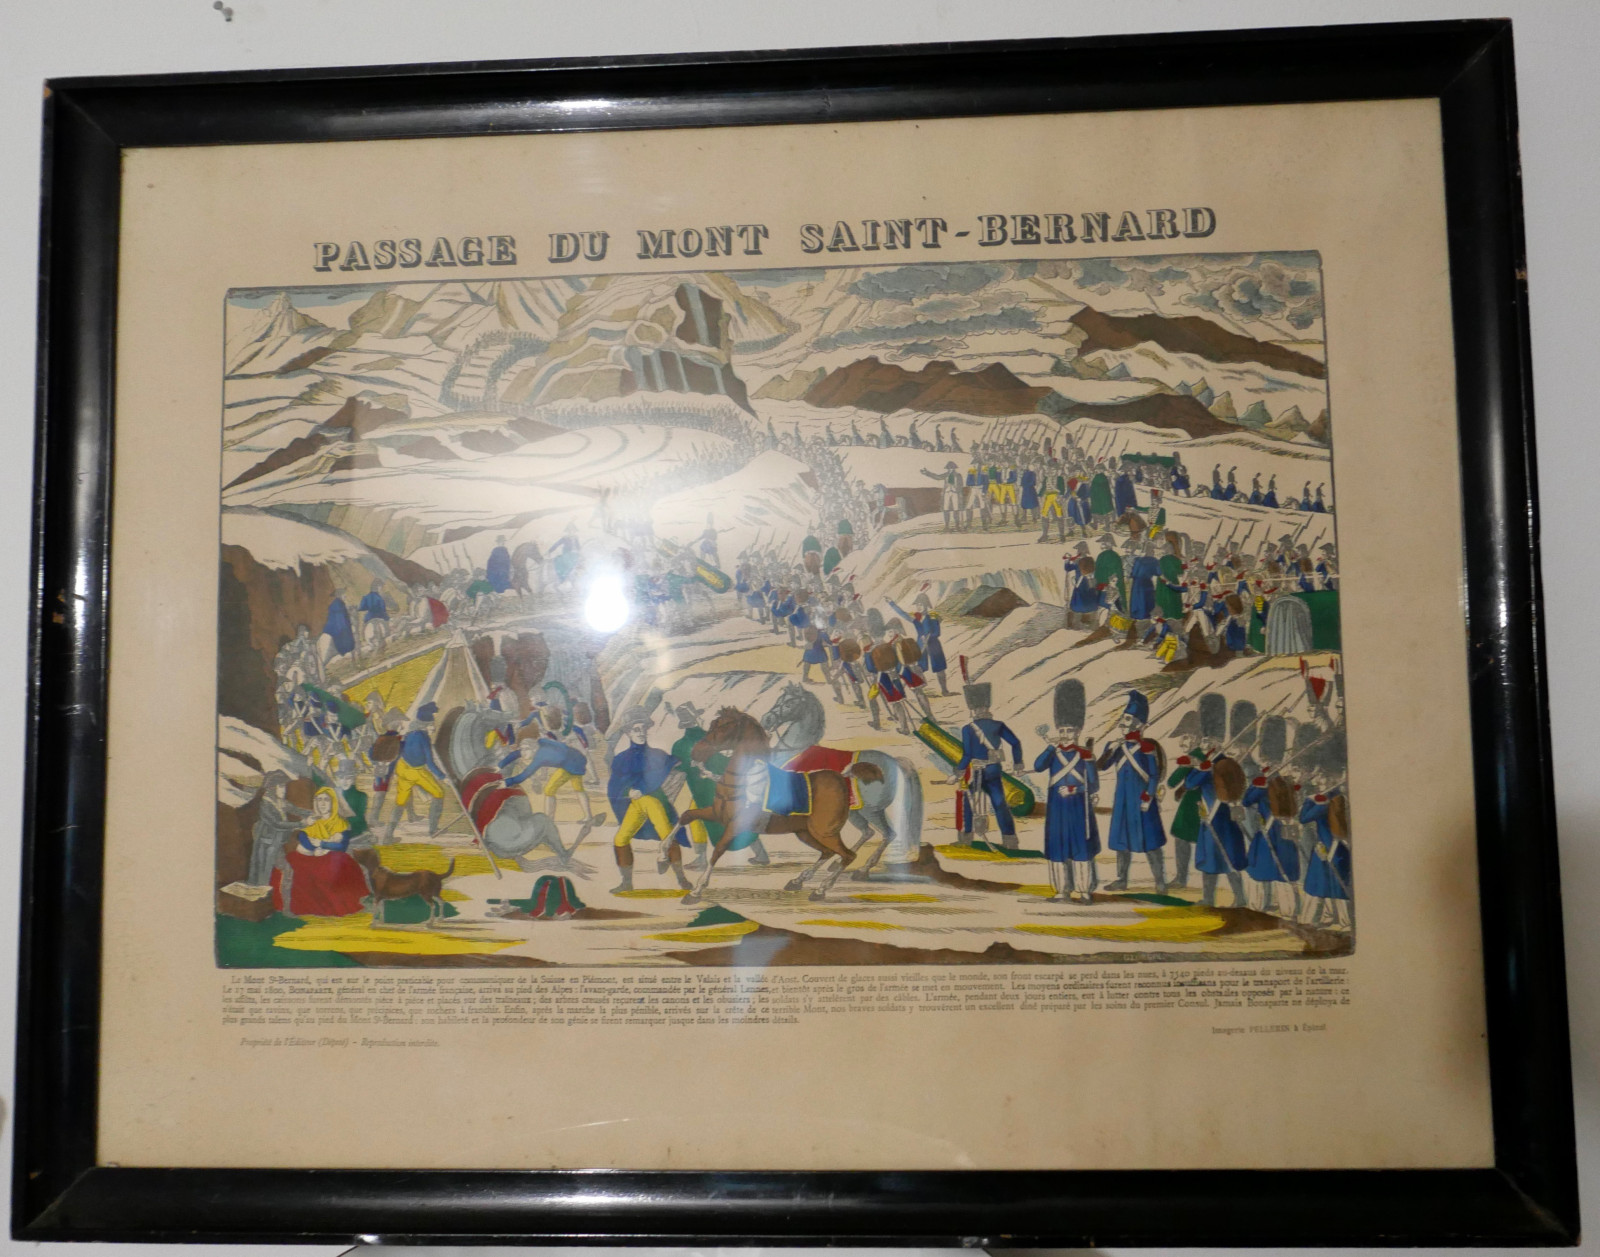 PASSAGE DU MONT SAINT-BERNARD
Le Mont St-Bernard, qui est sur le point praticable pour communiquer de la Suisse en Piémont, est situé entre le Valais et la vallée d'Aost. Couvert de glaces aussi vieilles que le monde, son front escarpé se perd dans les nues, à 7540 pieds au-dessus du niveau de la mer.
Le 17 mai 1800, BONAPARTE, général en chef de l'armée française, arrive au pied des Alpes : l'avant-garde, commandée par le général Lannes, et bientôt après le gros de l'armée se met en mouvement. Les moyens ordinaires furent reconnus insuffisans pour le transport de l'artillerie :
les affûts, les caissons furent démontés pièce à pièce et placés sur des traîneaux ; des arbres creusés reçurent les canons et les obusiers ; les soldats s'y attelèrent par des câbles. L'armée, pendant deux jours entiers, eut à lutter contre tous les obstacles opposés par la nature : ce
n'était que ravins, que torrens, que précipices, que rochers à franchir. Enfin, après la marche la plus pénible, arrivés sur la crête de ce terrible Mont, nos braves soldats y trouvèrent un excellent dîné préparé par les soins du premier Consul. Jamais Bonaparte ne déploya de
plus grands talens qu'au pied du Mont St-Bernard : son habileté et la profondeur de son génie se firent remarquer jusque dans les moindres détails.
Propriété de l'Éditeur (Dépôt) - Reproduction interdite.
Imagerie PELLERIN à Épinal